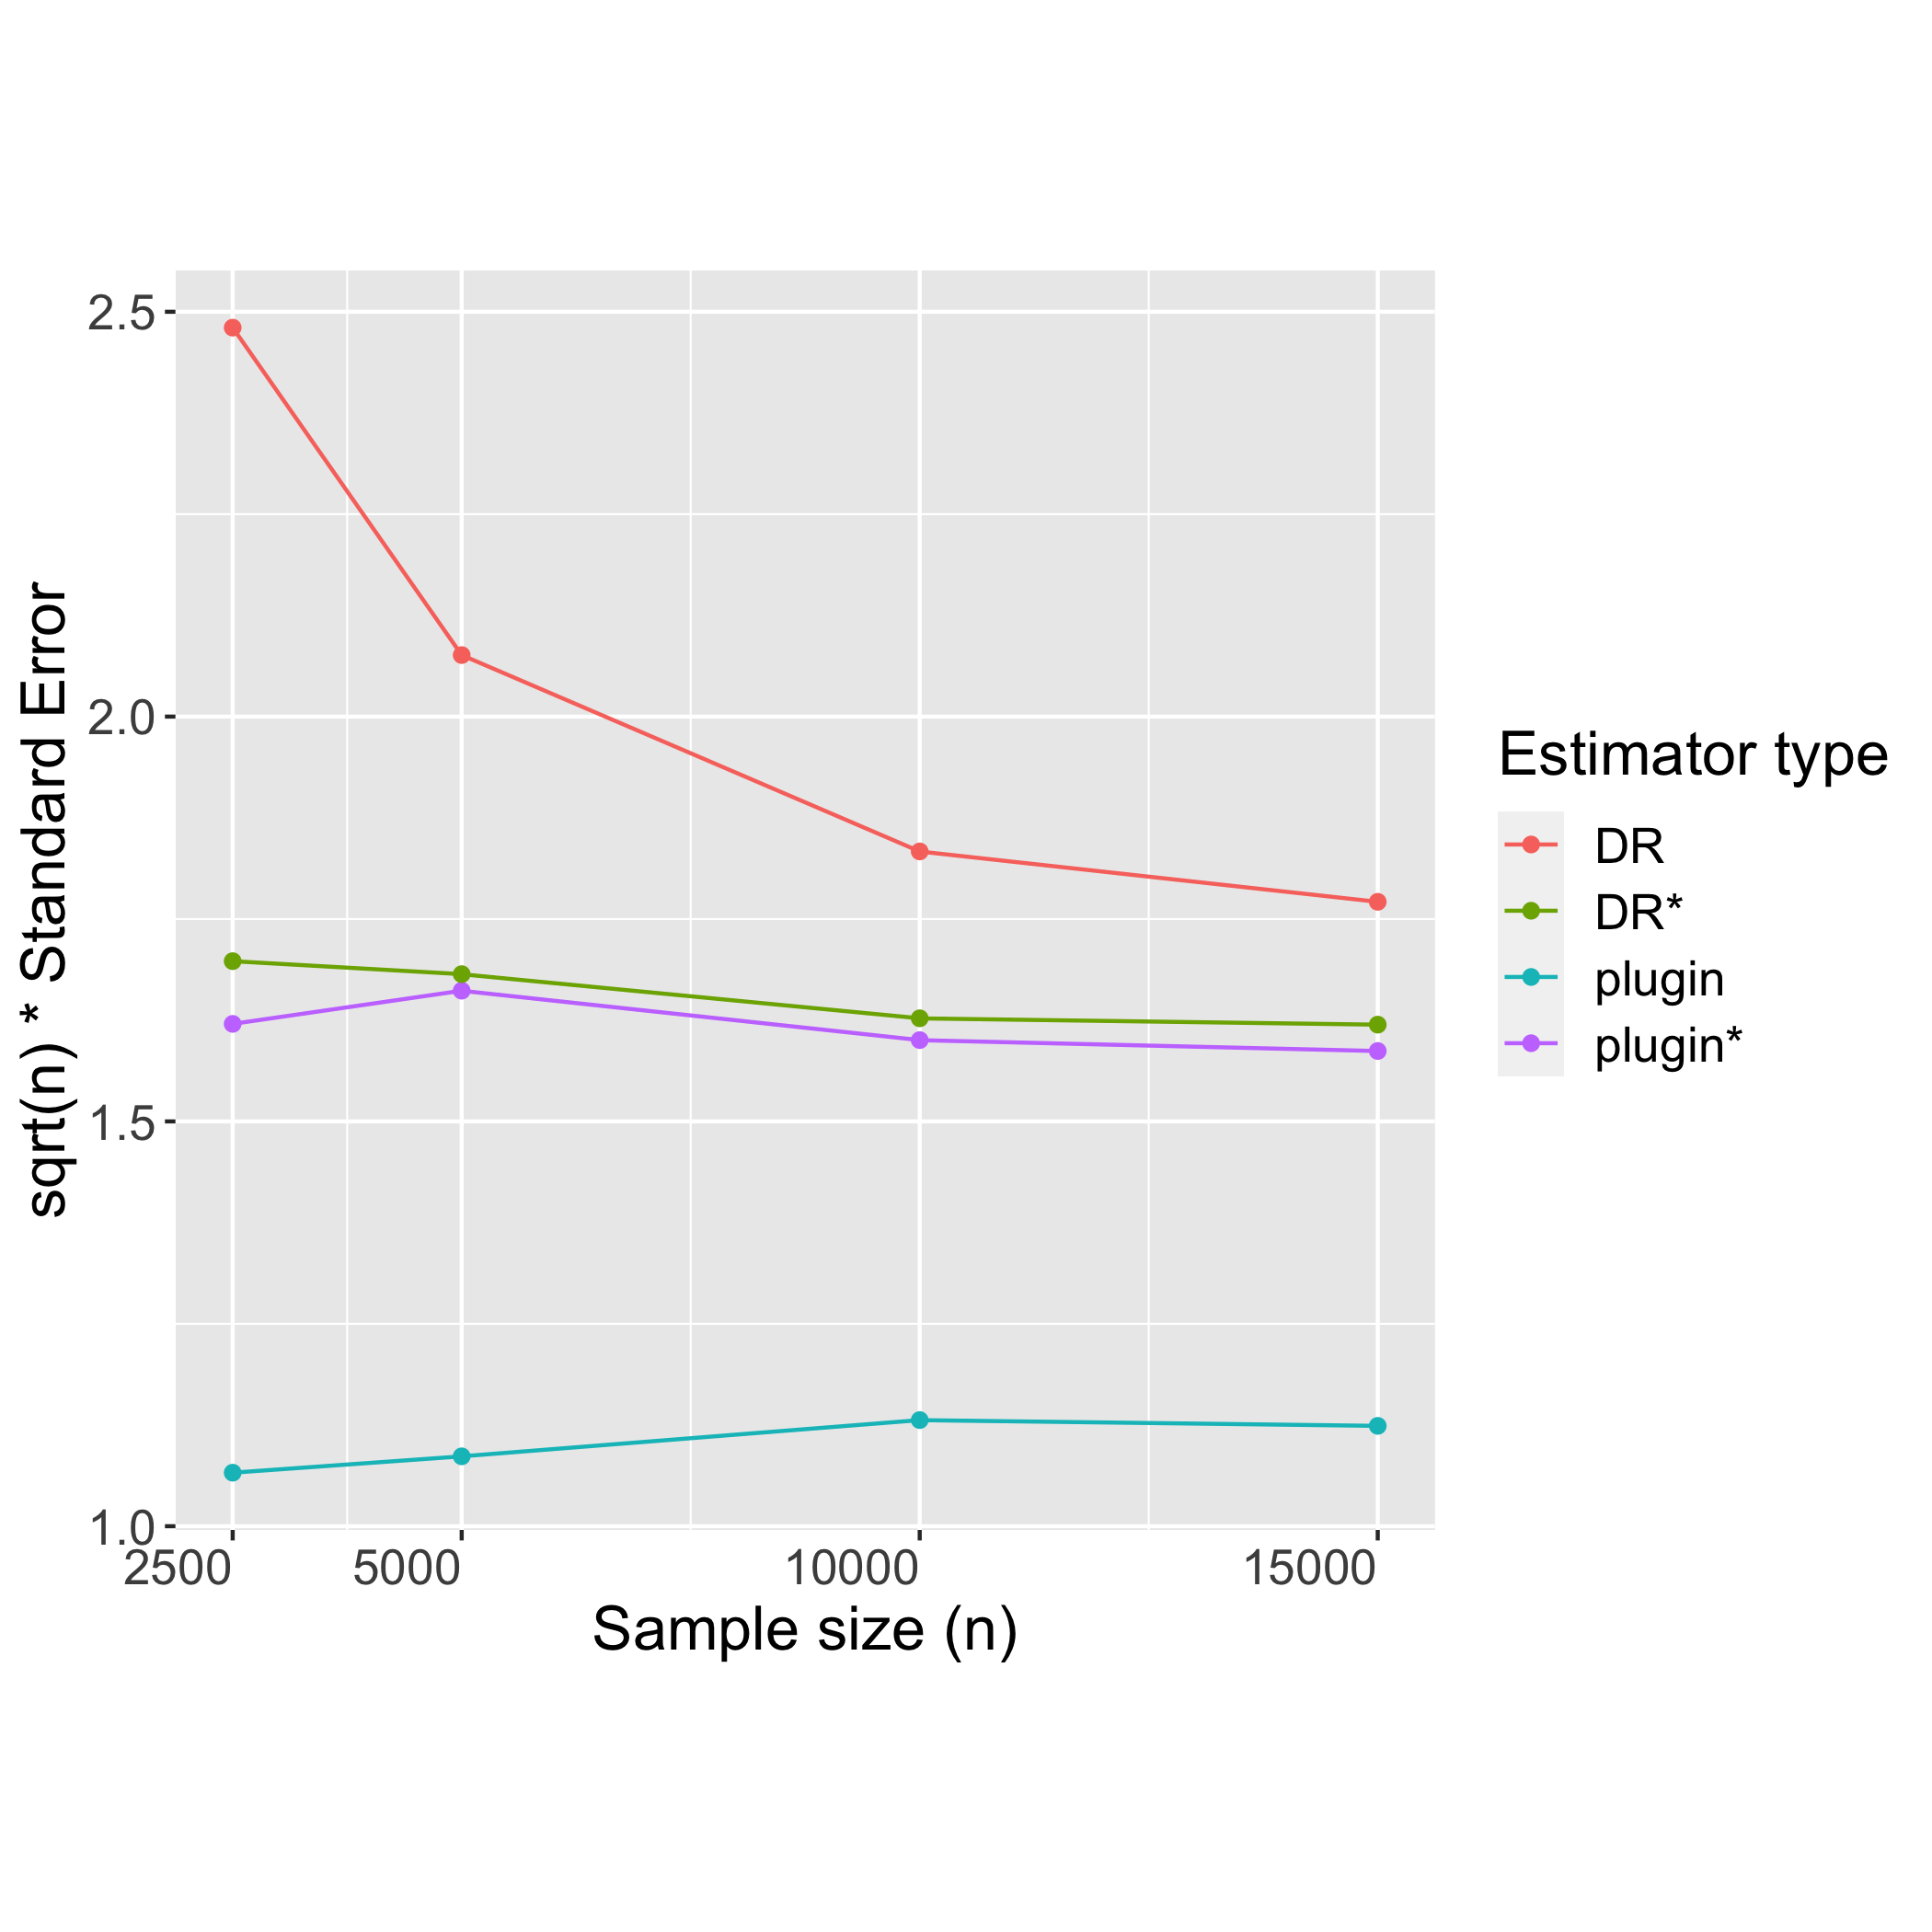 sqrt(n) * Standard Error
2.5
2.0
1.5
1.0
2500
5000
10000
15000
Sample size (n)
Estimator type
DR
DR*
plugin
plugin*